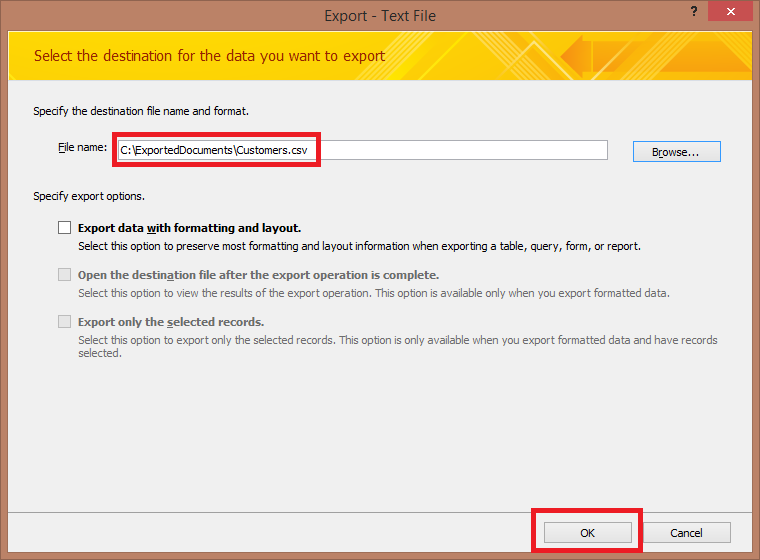 Export - Text File
?
Select the destination for the data you want to export
Specify the destination file name and format.
File name: C:\ExportedDocuments\Customers.csv Browse...
Specify export options.
Export data with formatting and layout.
Select this option to preserve most formatting and layout information when exporting a table, query, form, or report.
Open the destination file after the export operation is complete.
Select this option to view the results of the export operation. This option is available only when you export formatted data.
Export only the selected records.
Select this option to export only the selected records. This option is only available when you export formatted data and have records
selected.
OK Cancel